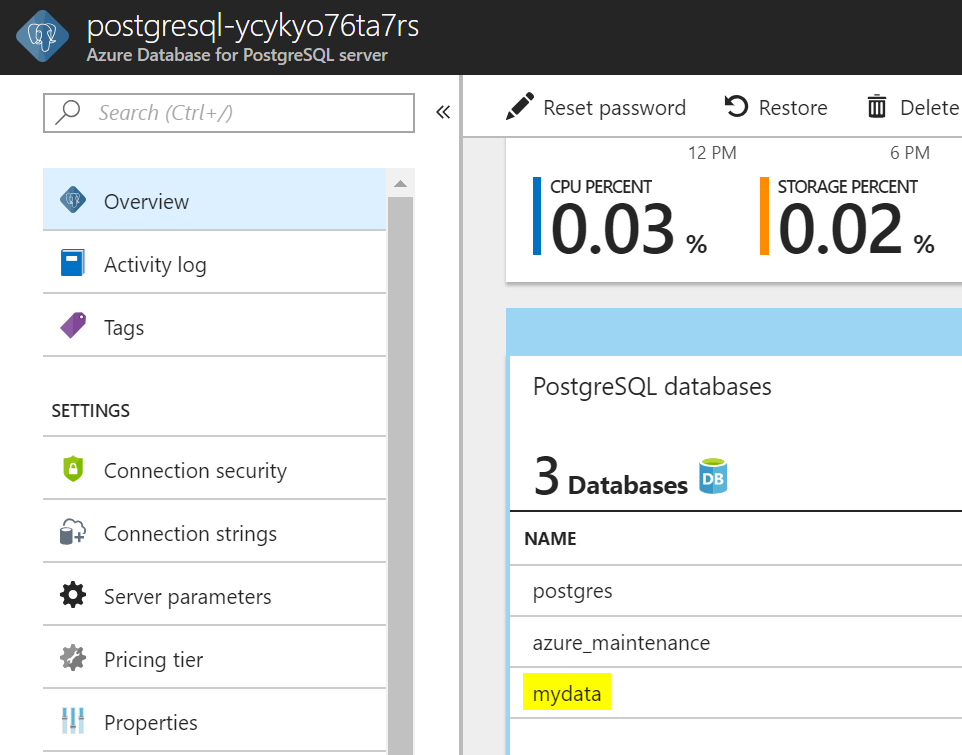 postgresql-ycykyo76ta7rs
Azure Database for PostgreSQL server
Search (Ctrl+/)
«
Overview
Activity log
Tags
SETTINGS
Connection security
Connection strings
Server parameters
Pricing tier
Properties
Reset password
Restore
Delete
12 PM
6 PM
CPU PERCENT
0.03 %
STORAGE PERCENT
0.02 %
PostgreSQL databases
3 Databases DB
NAME
postgres
azure_maintenance
mydata